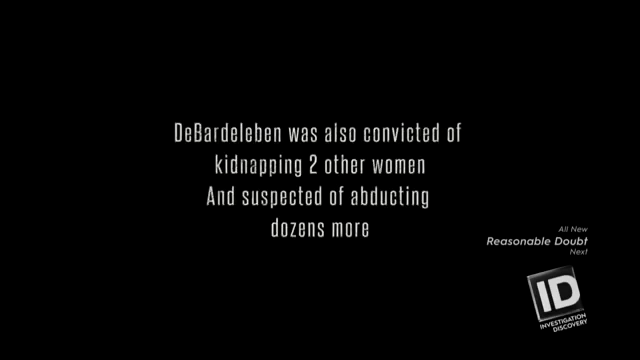 DeBardeleben was also convicted of
kidnapping 2 other women
And suspected of abducting
dozens more
All New
Reasonable Doubt
Next
ID
INVESTIGATION
DISCOVERY